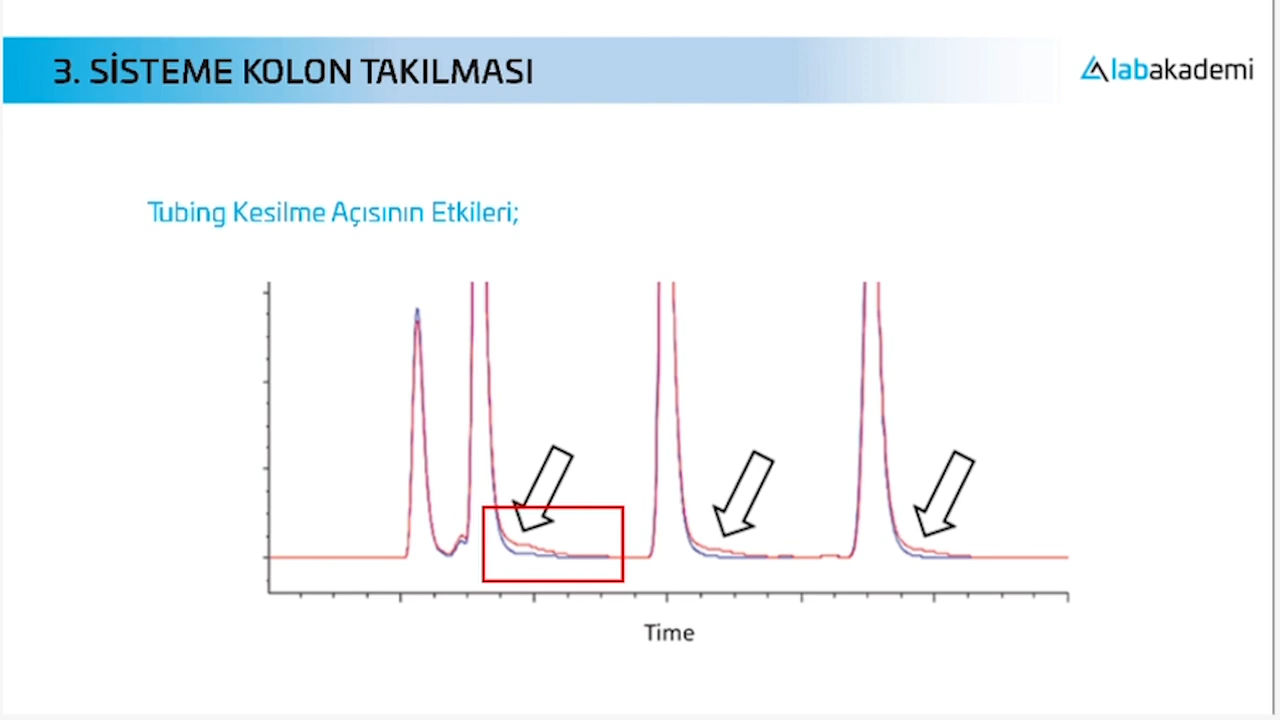 3. SİSTEME KOLON TAKILMASI
labakademi
Tubing Kesilme Açısının Etkileri;
Time